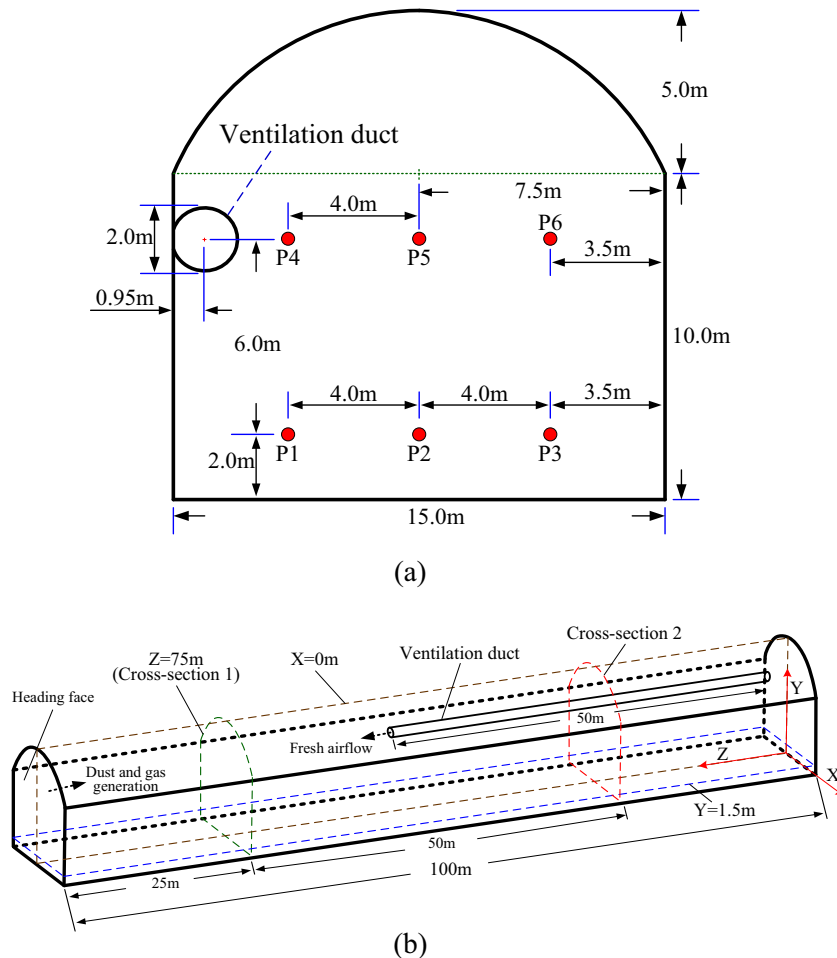 5.0m
Ventilation duct
7.5m
4.0m
P6
2.0m
P4
P5
3.5m
0.95m
6.0m
10.0m
4.0m
4.0m
3.5m
P1
P2
P3
2.0m
15.0m
(a)
Cross-section 2
Z=75m
(Cross-section 1)
X=0m
Ventilation duct
Y
50m
Heading face
Fresh airflow
Z
Dust and gas
generation
X
Y=1.5m
50m
100m
25m
(b)